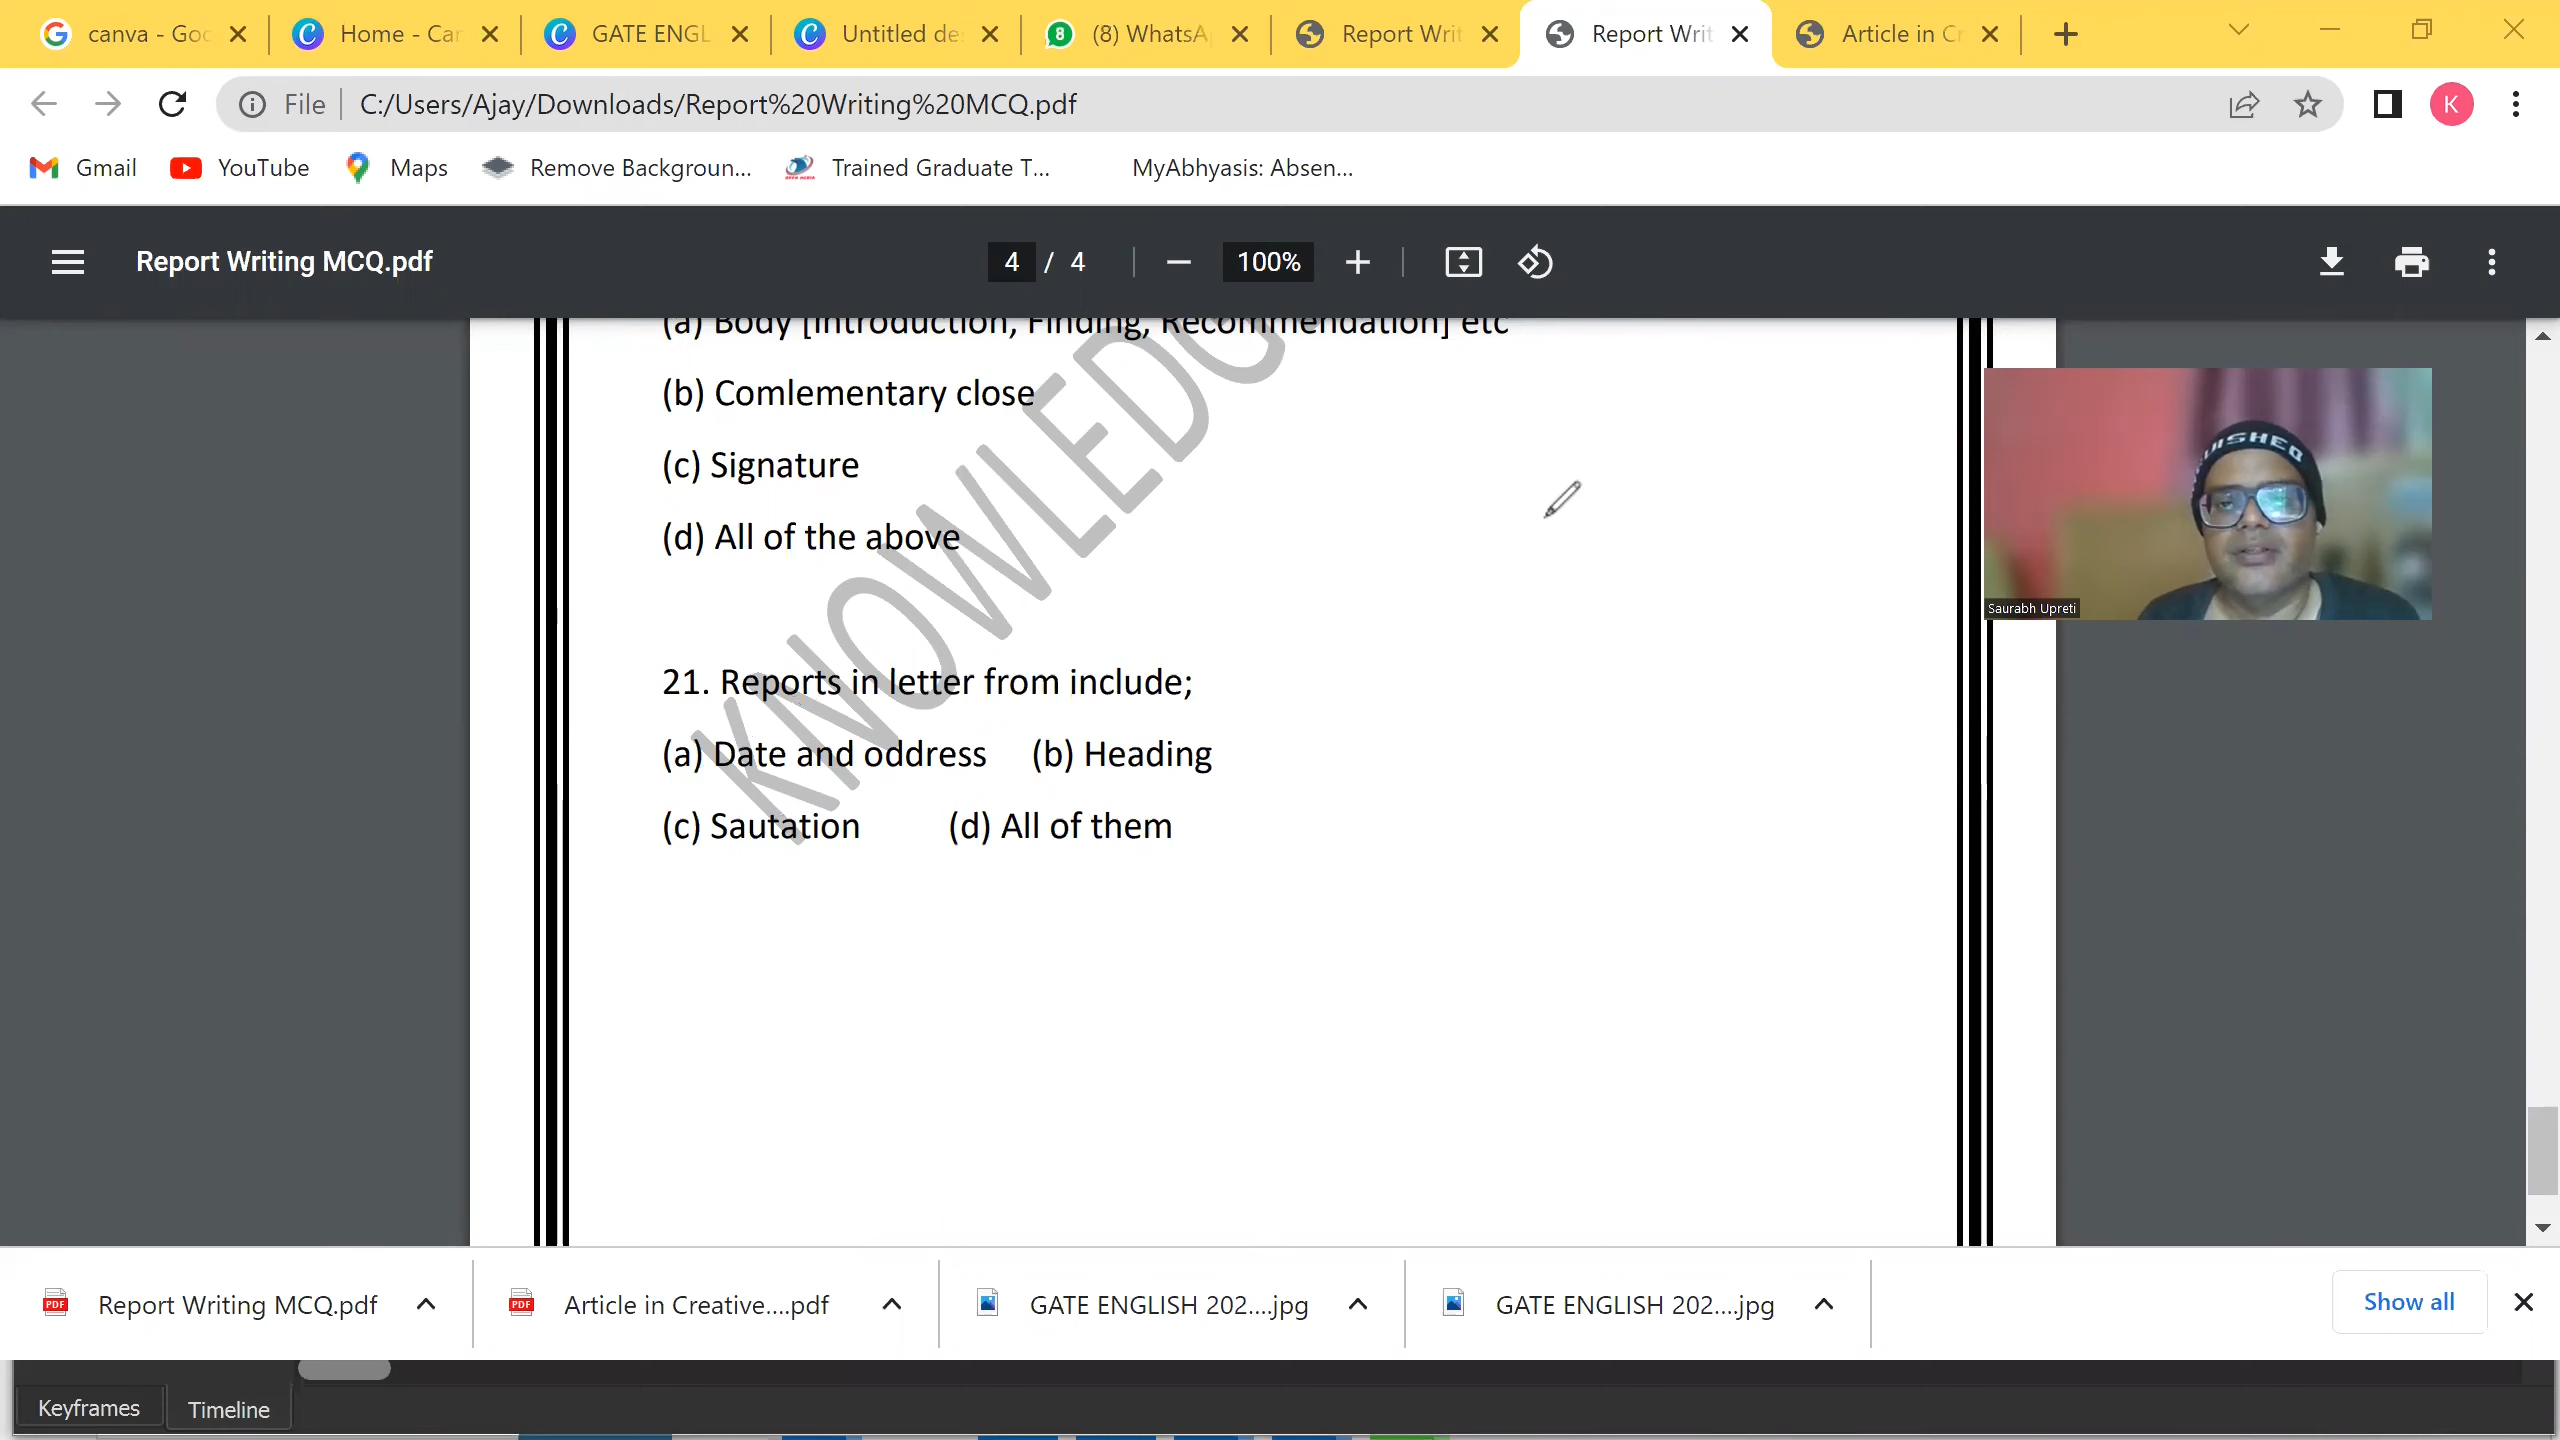 canva - Goo
Home - Can
GATE ENGL
Untitled de
(8) WhatsA
Report Writ
Report Writ
Article in Cr
File
C:/Users/Ajay/Downloads/Report%20Writing%20MCQ.pdf
K
Gmail
YouTube
Maps
Remove Backgroun...
Trained Graduate T...
MyAbhyasis: Absen...
Report Writing MCQ.pdf
4 / 4
100%
(a) Body [Introduction, Finding, Recommendation] etc
(b) Comlementary close
(c) Signature
(d) All of the above
21. Reports in letter from include;
(a) Date and oddress (b) Heading
(c) Sautation (d) All of them
KNOWLEDG
Saurabh Upreti
Report Writing MCQ.pdf
Article in Creative....pdf
GATE ENGLISH 202....jpg
GATE ENGLISH 202....jpg
Show all
Keyframes
Timeline